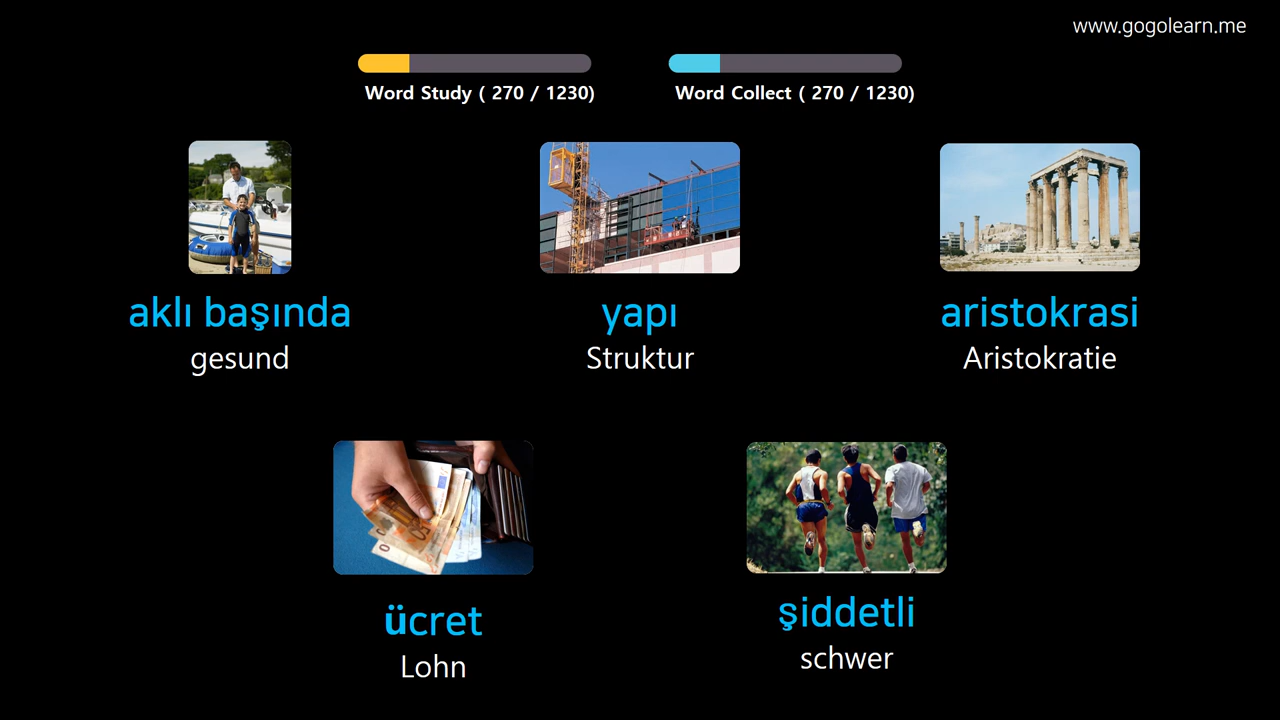 www.gogolearn.me
Word Study ( 270 / 1230)
Word Collect ( 270 / 1230)
aklı başında
gesund
yapı
Struktur
aristokrasi
Aristokratie
ücret
Lohn
şiddetli
schwer